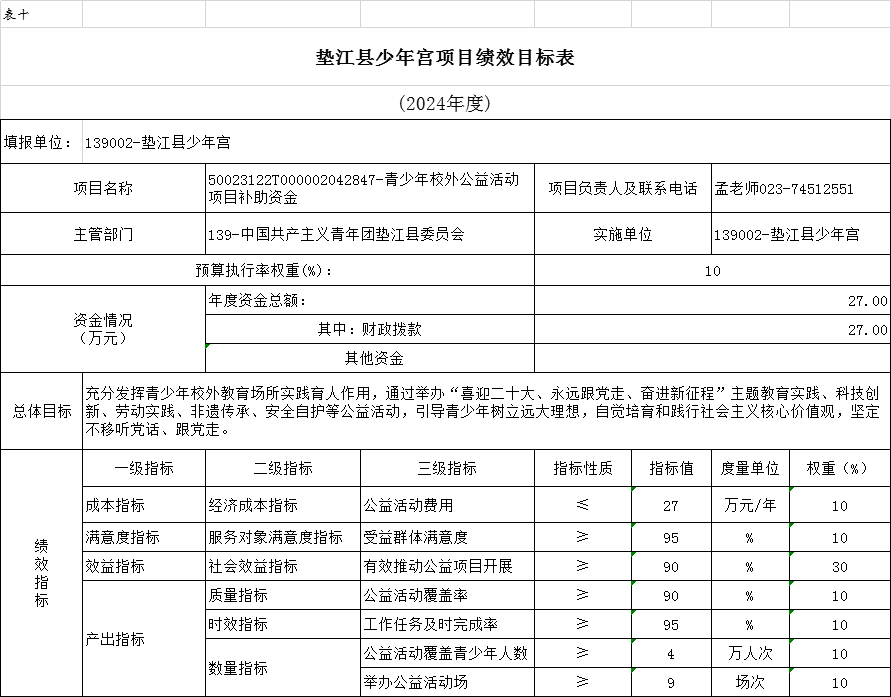 表十
垫江县少年宫项目绩效目标表
(2024年度)
填报单位： 139002-垫江县少年宫
项目名称 50023122T000002042847-青少年校外公益活动
项目补助资金 项目负责人及联系电话 孟老师023-74512551
主管部门 139-中国共产主义青年团垫江县委员会 实施单位 139002-垫江县少年宫
预算执行率权重(%)： 10
资金情况
（万元） 年度资金总额： 27.00
其中：财政拨款 27.00
其他资金
总体目标 充分发挥青少年校外教育场所实践育人作用，通过举办“喜迎二十大、永远跟党走、奋进新征程”主题教育实践、科技创
新、劳动实践、非遗传承、安全自护等公益活动，引导青少年树立远大理想，自觉培育和践行社会主义核心价值观，坚定
不移听党话、跟党走。
绩效指标 一级指标 二级指标 三级指标 指标性质 指标值 度量单位 权重（%）
成本指标 经济成本指标 公益活动费用 ≤ 27 万元/年 10
满意度指标 服务对象满意度指标 受益群体满意度 ≥ 95 % 10
效益指标 社会效益指标 有效推动公益项目开展 ≥ 90 % 30
产出指标 质量指标 公益活动覆盖率 ≥ 90 % 10
时效指标 工作任务及时完成率 ≥ 95 % 10
数量指标 公益活动覆盖青少年人数 ≥ 4 万人次 10
举办公益活动场 ≥ 9 场次 10